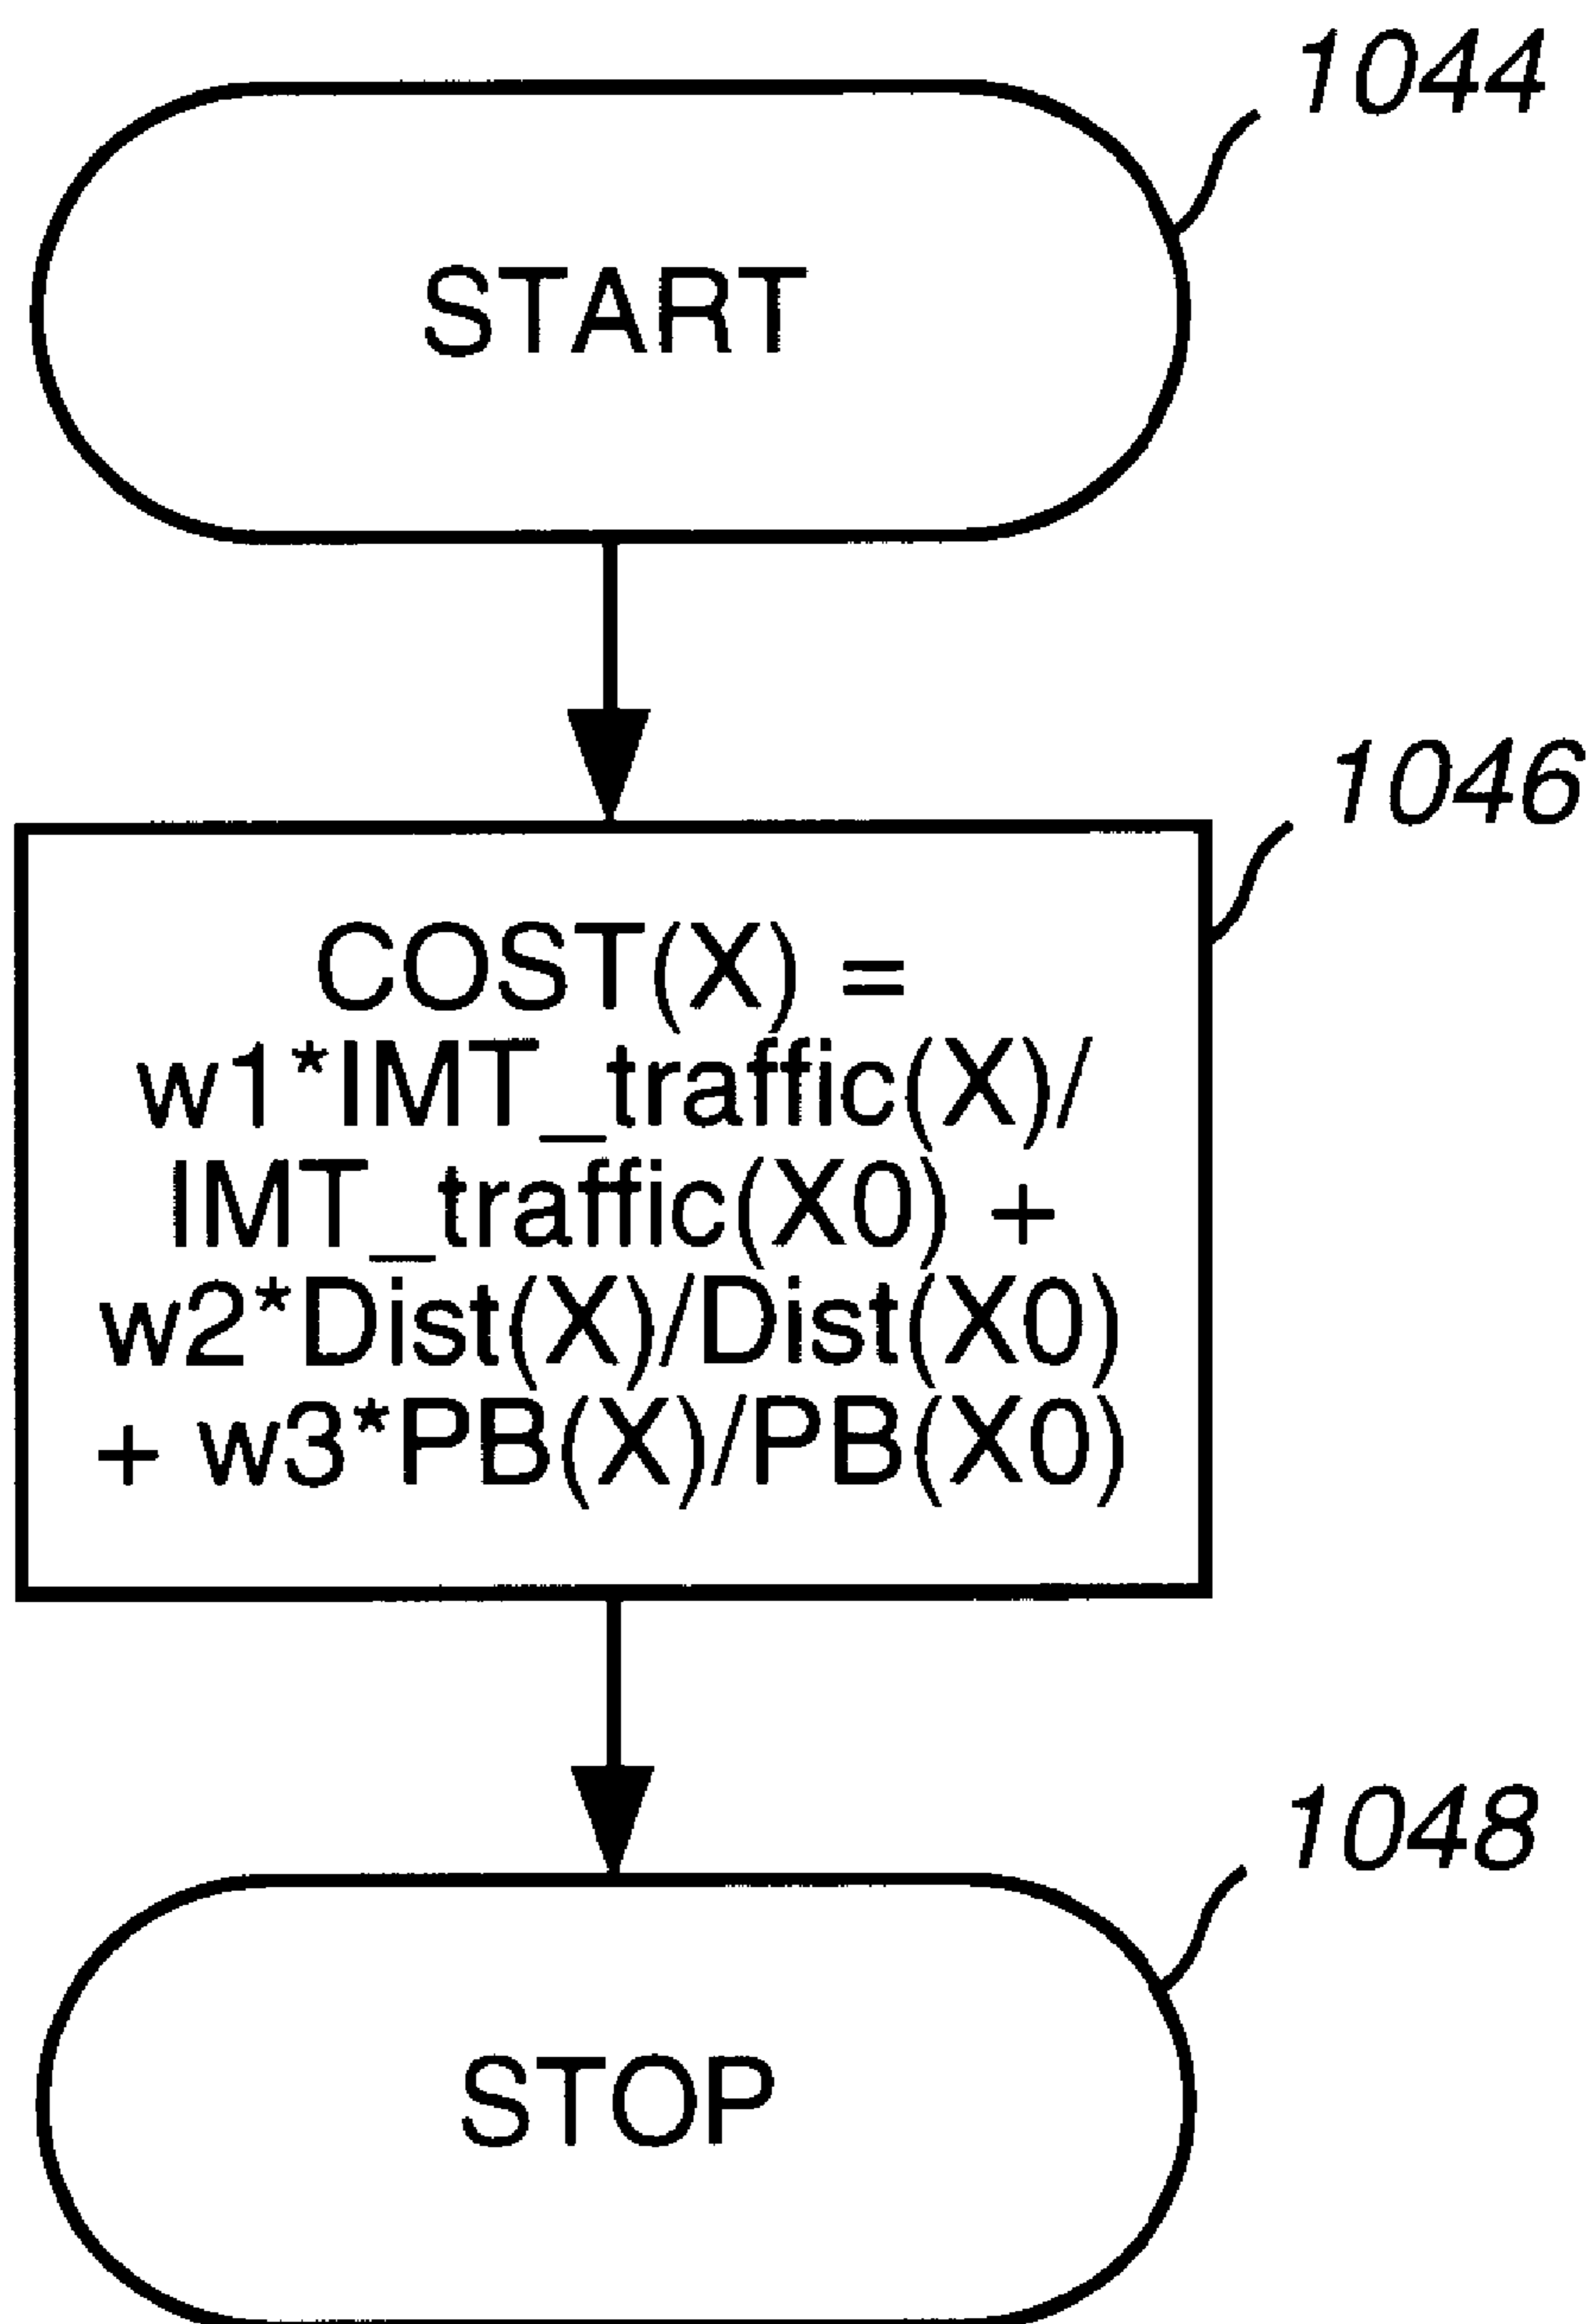 1044
START
1046
COST(X) =
w1*IMT_traffic(X)/
IMT_traffic(X0) +
w2*Dist(X)/Dist(X0)
+ w3*PB(X)/PB(X0)
1048
STOP